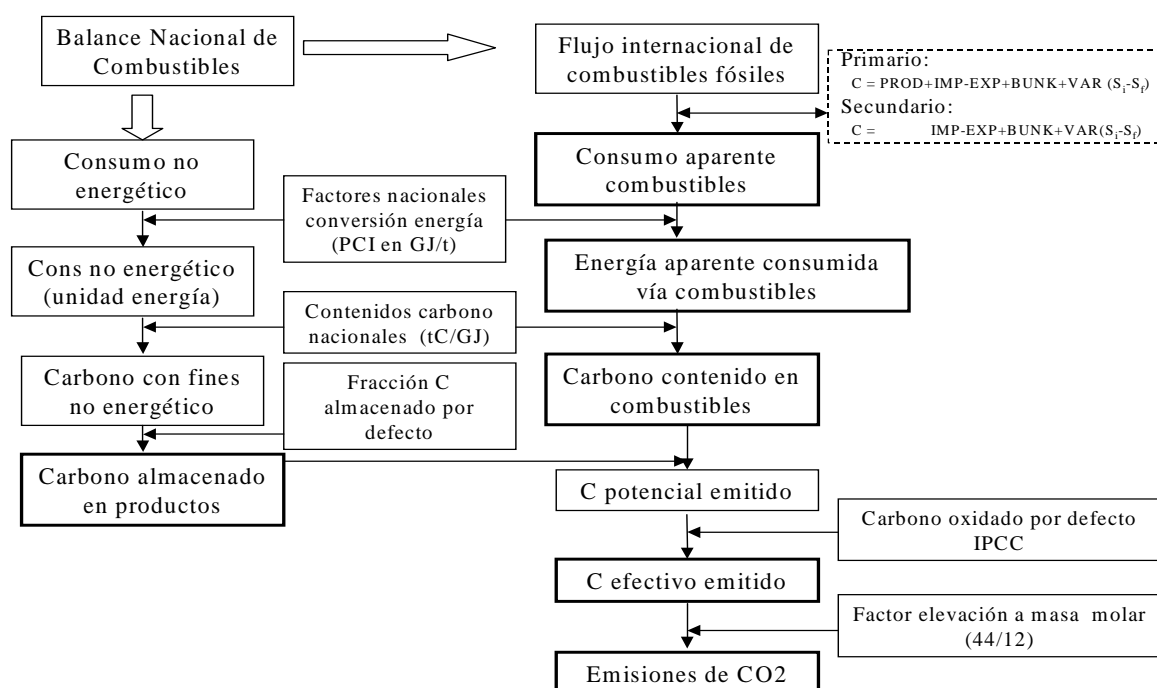 Balance Nacional de
Combustibles
Flujo internacional de
combustibles fósiles
Primario:
C = PROD+IMP-EXP+BUNK+VAR (Si-Sf)
Secundario:
C = IMP-EXP+BUNK+VAR(Si-Sf)
Consumo no
energético
Consumo aparente
combustibles
Factores nacionales
conversión energía
(PCI en GJ/t)
Cons no energético
(unidad energía)
Energía aparente consumida
vía combustibles
Contenidos carbono
nacionales (tC/GJ)
Carbono con fines
no energético
Fracción C
almacenado por
defecto
Carbono contenido en
combustibles
Carbono almacenado
en productos
C potencial emitido
Carbono oxidado por defecto
IPCC
C efectivo emitido
Factor elevación a masa molar
(44/12)
Emisiones de CO2